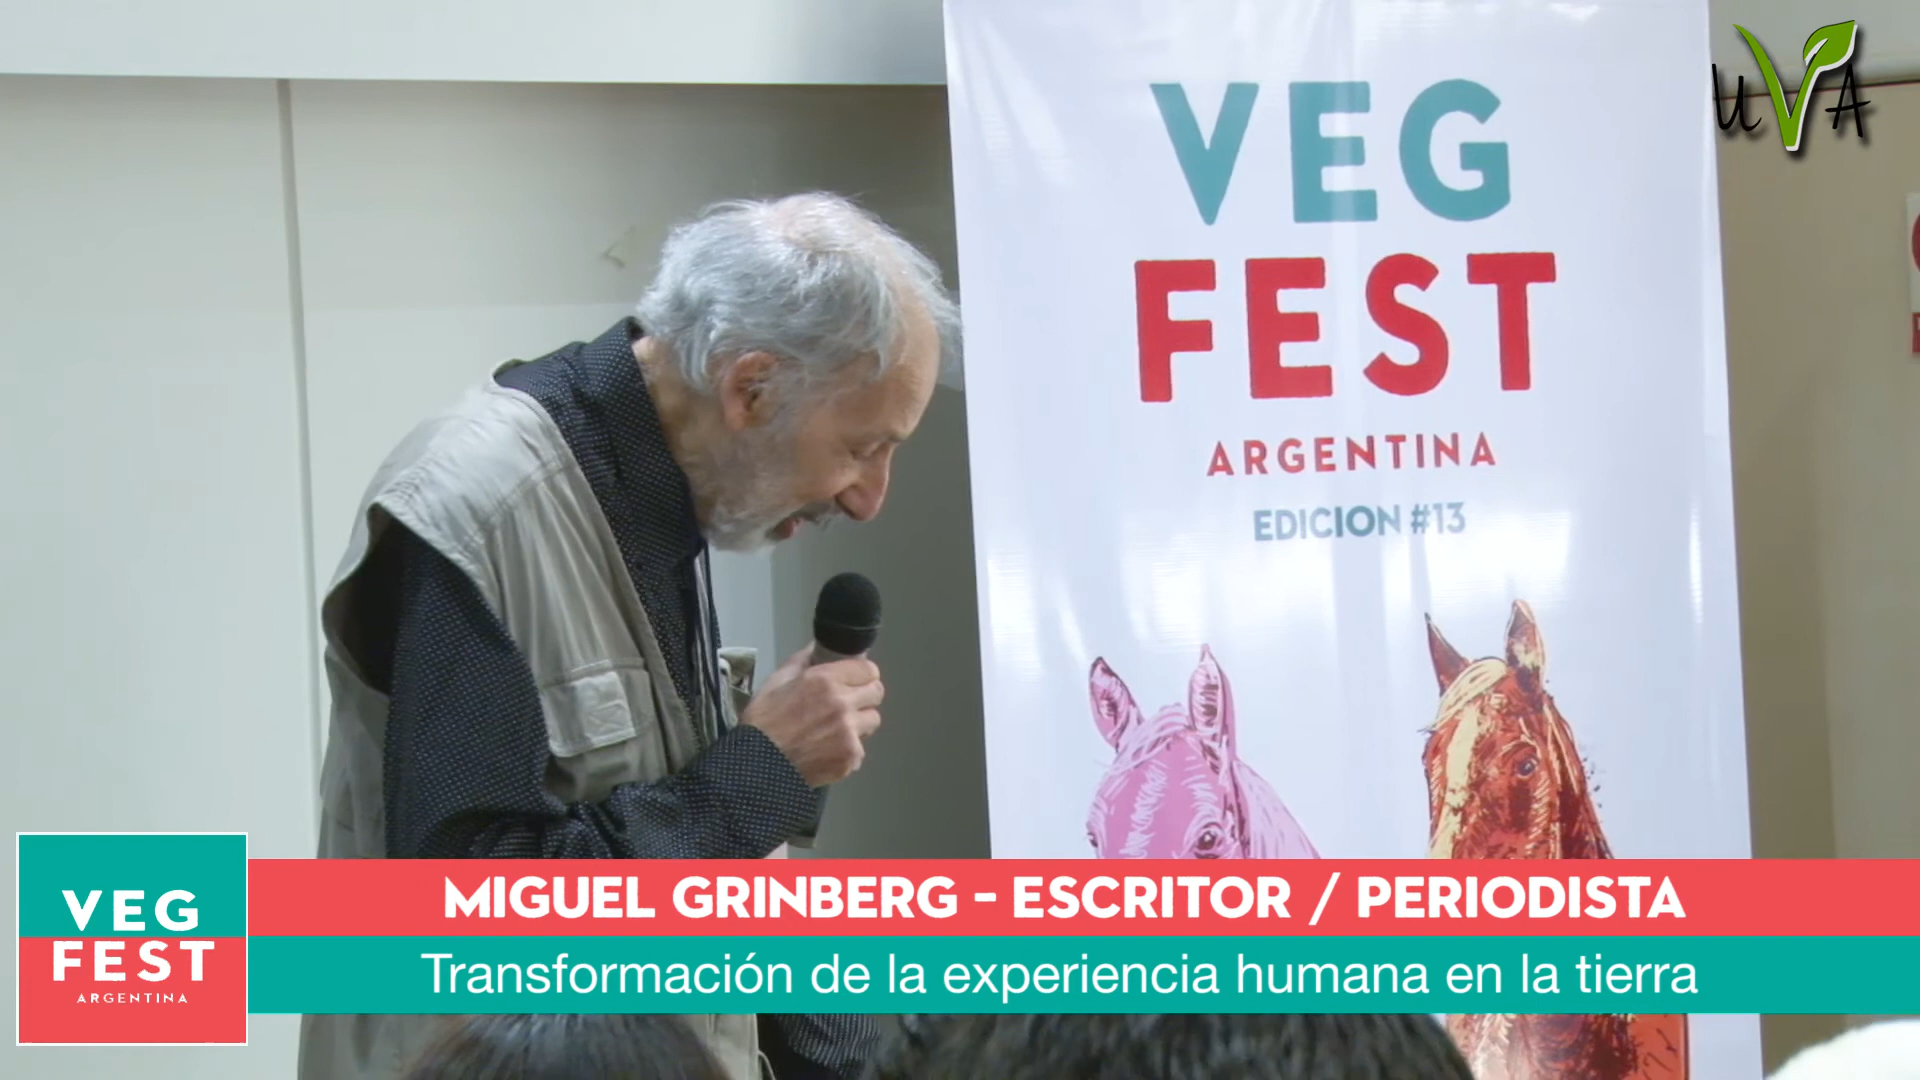 UVA
VEG
FEST
ARGENTINA
EDICION #13
VEG
FEST
ARGENTINA
MIGUEL GRINBERG - ESCRITOR / PERIODISTA
Transformación de la experiencia humana en la tierra